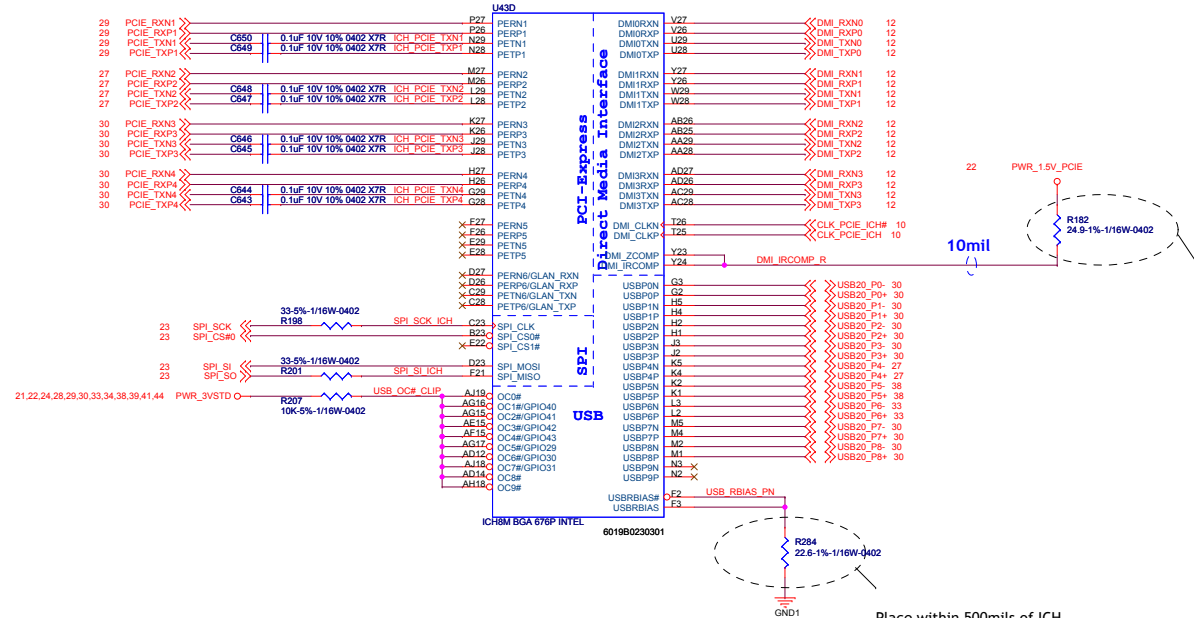 U43D
29 PCIE_RXN1 P27 PERN1 DMI0RXN V27 DMI_RXN0 12
29 PCIE_RXP1 P26 PERP1 DMI0RXP V26 DMI_RXP0 12
29 PCIE_TXN1 C650 0.1uF 10V 10% 0402 X7R ICH_PCIE_TXN1 N29 PETN1 DMI0TXN U29 DMI_TXN0 12
29 PCIE_TXP1 C649 0.1uF 10V 10% 0402 X7R ICH_PCIE_TXP1 N28 PETP1 DMI0TXP U28 DMI_TXP0 12
27 PCIE_RXN2 M27 PERN2 DMI1RXN Y27 DMI_RXN1 12
27 PCIE_RXP2 M26 PERP2 DMI1RXP Y26 DMI_RXP1 12
27 PCIE_TXN2 C648 0.1uF 10V 10% 0402 X7R ICH_PCIE_TXN2 L29 PETN2 DMI1TXN W29 DMI_TXN1 12
27 PCIE_TXP2 C647 0.1uF 10V 10% 0402 X7R ICH_PCIE_TXP2 L28 PETP2 DMI1TXP W28 DMI_TXP1 12
30 PCIE_RXN3 K27 PERN3 DMI2RXN AB26 DMI_RXN2 12
30 PCIE_RXP3 K26 PERP3 DMI2RXP AB25 DMI_RXP2 12
30 PCIE_TXN3 C646 0.1uF 10V 10% 0402 X7R ICH_PCIE_TXN3 J29 PETN3 DMI2TXN AA29 DMI_TXN2 12
30 PCIE_TXP3 C645 0.1uF 10V 10% 0402 X7R ICH_PCIE_TXP3 J28 PETP3 DMI2TXP AA28 DMI_TXP2 12
30 PCIE_RXN4 H27 PERN4 DMI3RXN AD27 DMI_RXN3 12
30 PCIE_RXP4 H26 PERP4 DMI3RXP AD26 DMI_RXP3 12
30 PCIE_TXN4 C644 0.1uF 10V 10% 0402 X7R ICH_PCIE_TXN4 G29 PETN4 DMI3TXN AC29 DMI_TXN3 12
30 PCIE_TXP4 C643 0.1uF 10V 10% 0402 X7R ICH_PCIE_TXP4 G28 PETP4 DMI3TXP AC28 DMI_TXP3 12
PCI-Express
Direct Media Interface
22 PWR_1.5V_PCIE
R182
24.9-1%-1/16W-0402
F27 PERN5 DMI_CLKN T26 CLK_PCIE_ICH# 10
F26 PERP5 DMI_CLKP T25 CLK_PCIE_ICH 10
E29 PETN5
E28 PETP5 DMI_ZCOMP Y23
DMI_IRCOMP Y24 DMI_IRCOMP_R
10mil
D27 PERN6/GLAN_RXN
D26 PERP6/GLAN_RXP USBP0N G3 USB20_P0- 30
C29 PETN6/GLAN_TXN USBP0P G2 USB20_P0+ 30
C28 PETP6/GLAN_TXP USBP1N H5 USB20_P1- 30
33-5%-1/16W-0402 USBP1P H4 USB20_P1+ 30
23 SPI_SCK R198 SPI_SCK_ICH C23 SPI_CLK USBP2N H2 USB20_P2- 30
23 SPI_CS#0 B23 SPI_CS0# USBP2P H1 USB20_P2+ 30
E22 SPI_CS1# USBP3N J3 USB20_P3- 30
SPI
33-5%-1/16W-0402 USBP3P J2 USB20_P3+ 30
23 SPI_SI SPI_SI_ICH D23 SPI_MOSI USBP4N K5 USB20_P4- 27
23 SPI_SO R201 F21 SPI_MISO USBP4P K4 USB20_P4+ 27
USBP5N K2 USB20_P5- 38
21,22,24,28,29,30,33,34,38,39,41,44 PWR_3VSTD USB_OC#_CLIP AJ19 OC0# USBP5P K1 USB20_P5+ 38
R207
10K-5%-1/16W-0402
AG16 OC1#/GPIO40 USBP6N L3 USB20_P6- 33
AG15 OC2#/GPIO41 USBP6P L2 USB20_P6+ 33
USB
AE15 OC3#/GPIO42 USBP7N M5 USB20_P7- 30
AF15 OC4#/GPIO43 USBP7P M4 USB20_P7+ 30
AG17 OC5#/GPIO29 USBP8N M2 USB20_P8- 30
AD12 OC6#/GPIO30 USBP8P M1 USB20_P8+ 30
AJ18 OC7#/GPIO31 USBP9N N3
AD14 OC8# USBP9P N2
AH18 OC9#
USBRBIAS# F2 USB_RBIAS_PN
USBRBIAS F3
ICH8M BGA 676P INTEL
6019B0230301
R284
22.6-1%-1/16W-0402
GND1
Place within 500mils of ICH